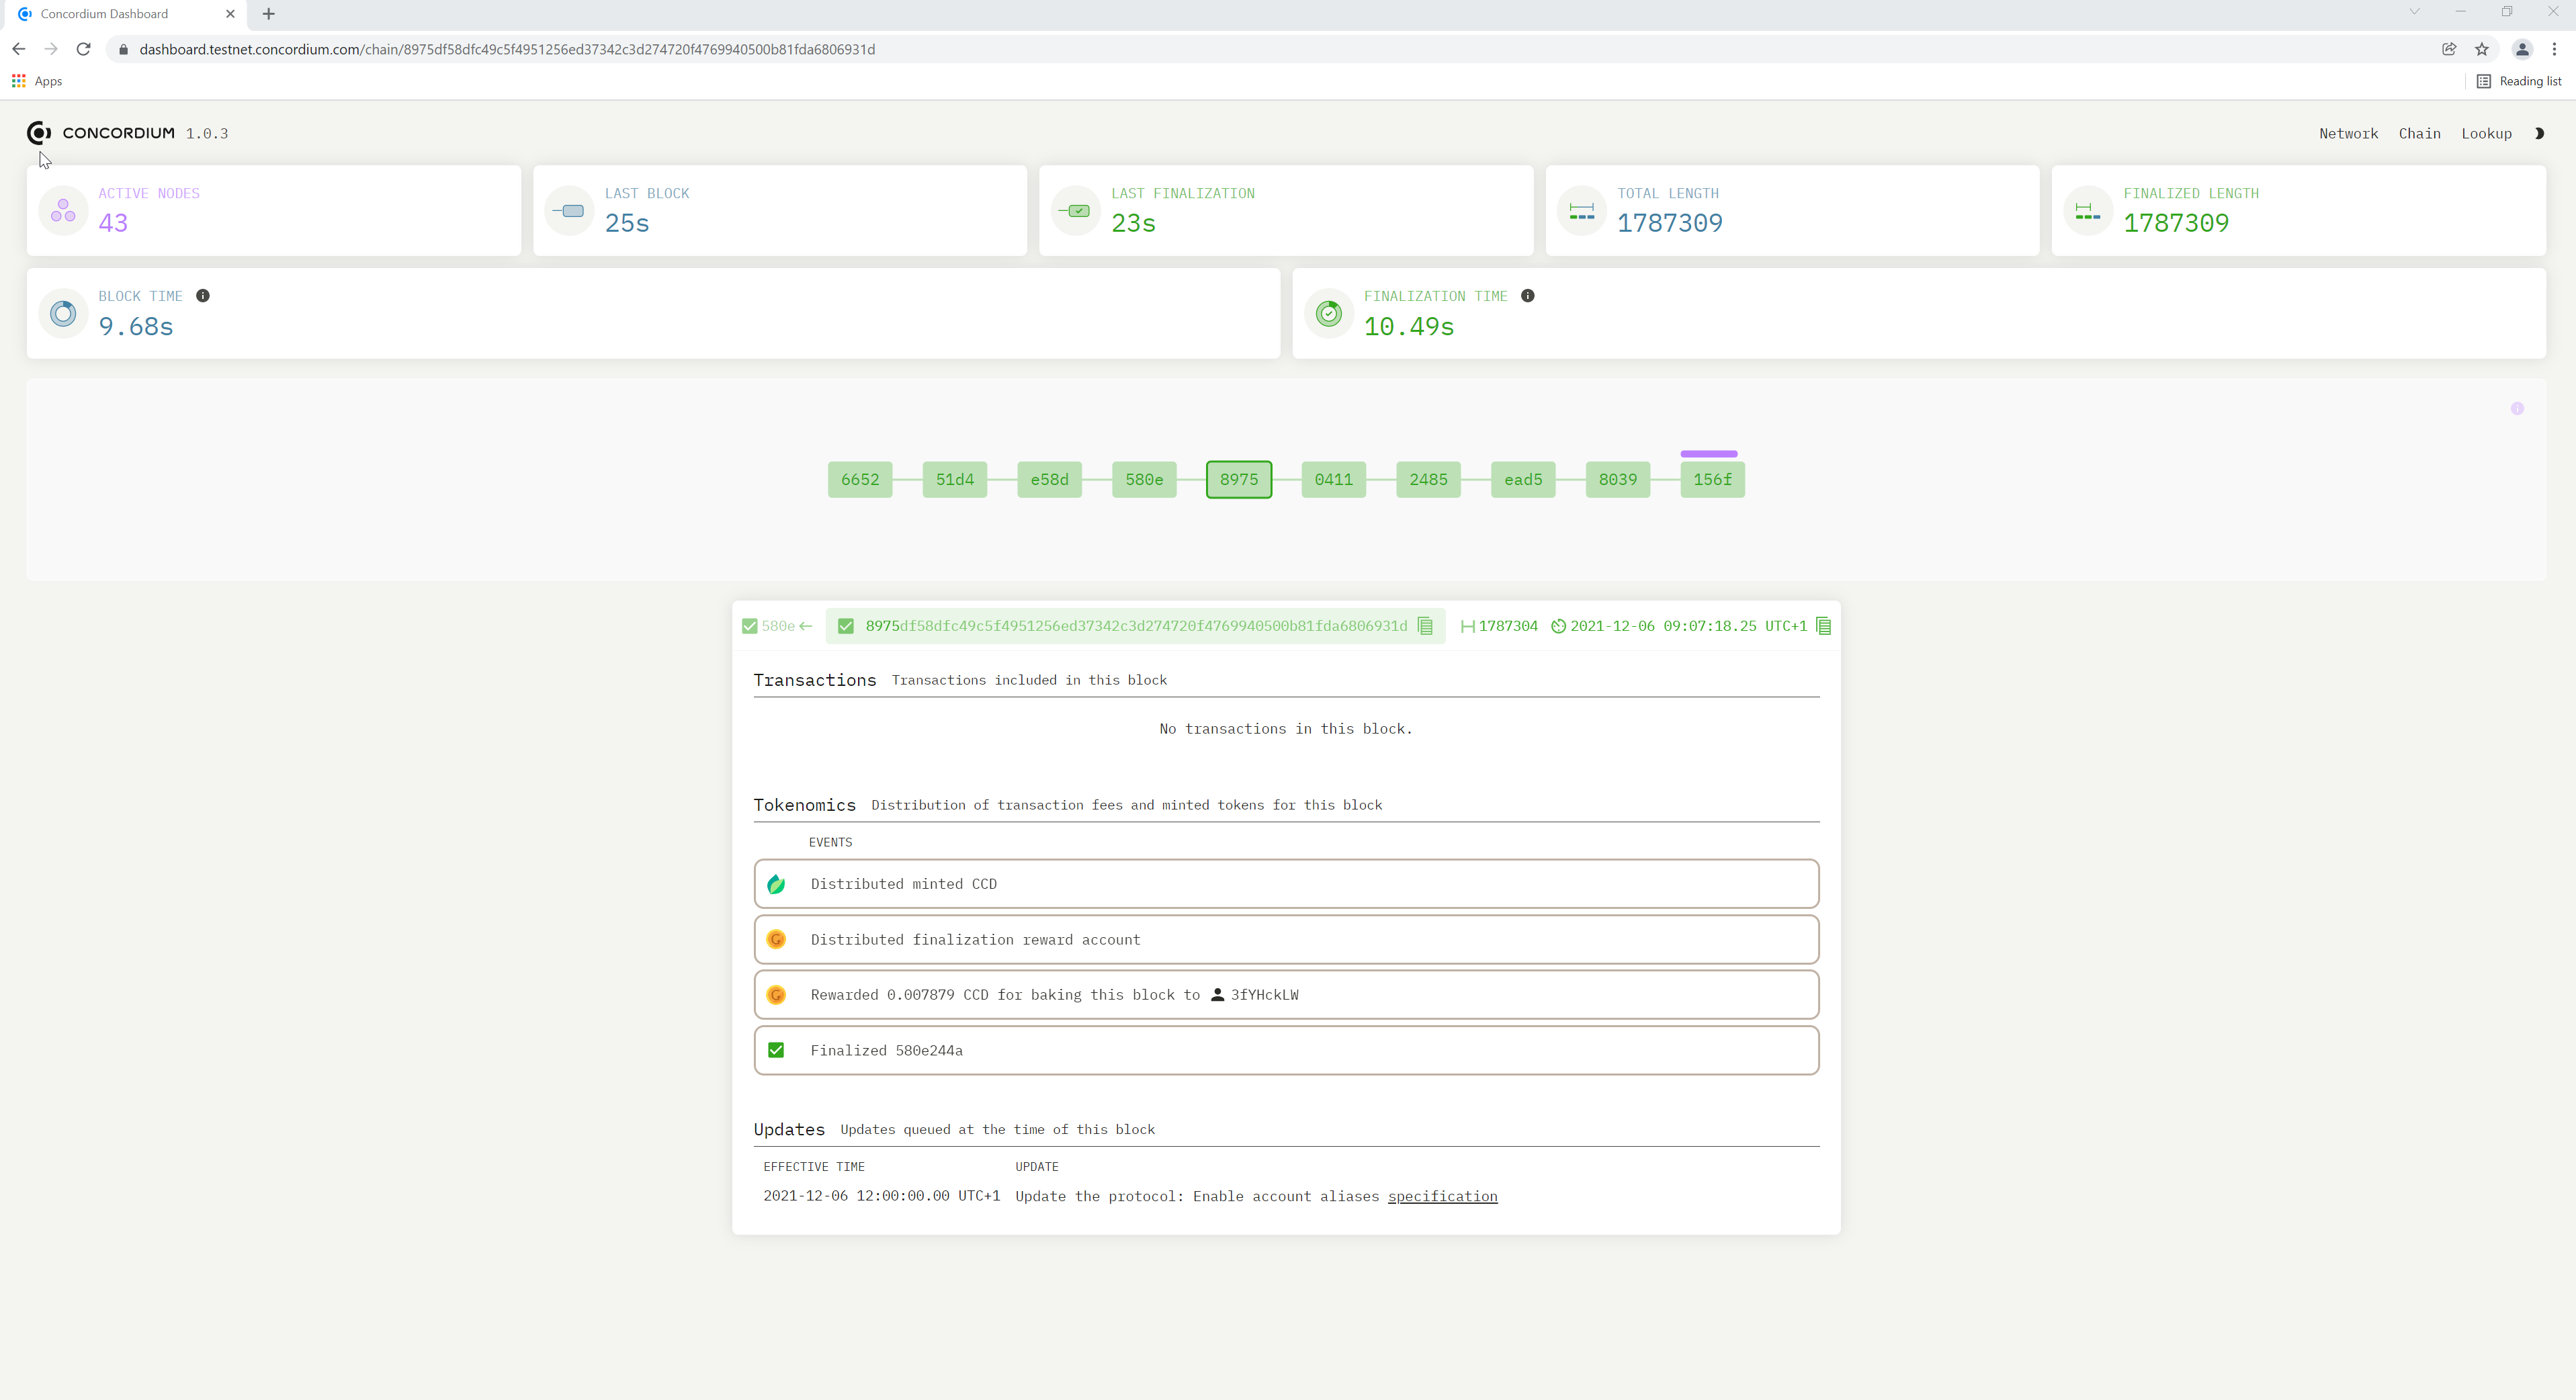 Concordium Dashboard
dashboard.testnet.concordium.com/chain/8975df58dfc49c5f4951256ed37342c3d274720f4769940500b81fda6806931d
Apps
Reading list
CONCORDIUM 1.0.3
Network Chain Lookup
ACTIVE NODES
43
LAST BLOCK
25s
LAST FINALIZATION
23s
TOTAL LENGTH
1787309
FINALIZED LENGTH
1787309
BLOCK TIME
9.68s
FINALIZATION TIME
10.49s
6652 51d4 e58d 580e 8975 0411 2485 ead5 8039 156f
580e 8975df58dfc49c5f4951256ed37342c3d274720f4769940500b81fda6806931d 1787304 2021-12-06 09:07:18.25 UTC+1
Transactions Transactions included in this block
No transactions in this block.
Tokenomics Distribution of transaction fees and minted tokens for this block
EVENTS
Distributed minted CCD
Distributed finalization reward account
Rewarded 0.007879 CCD for baking this block to 3fYHckLW
Finalized 580e244a
Updates Updates queued at the time of this block
EFFECTIVE TIME UPDATE
2021-12-06 12:00:00.00 UTC+1 Update the protocol: Enable account aliases specification